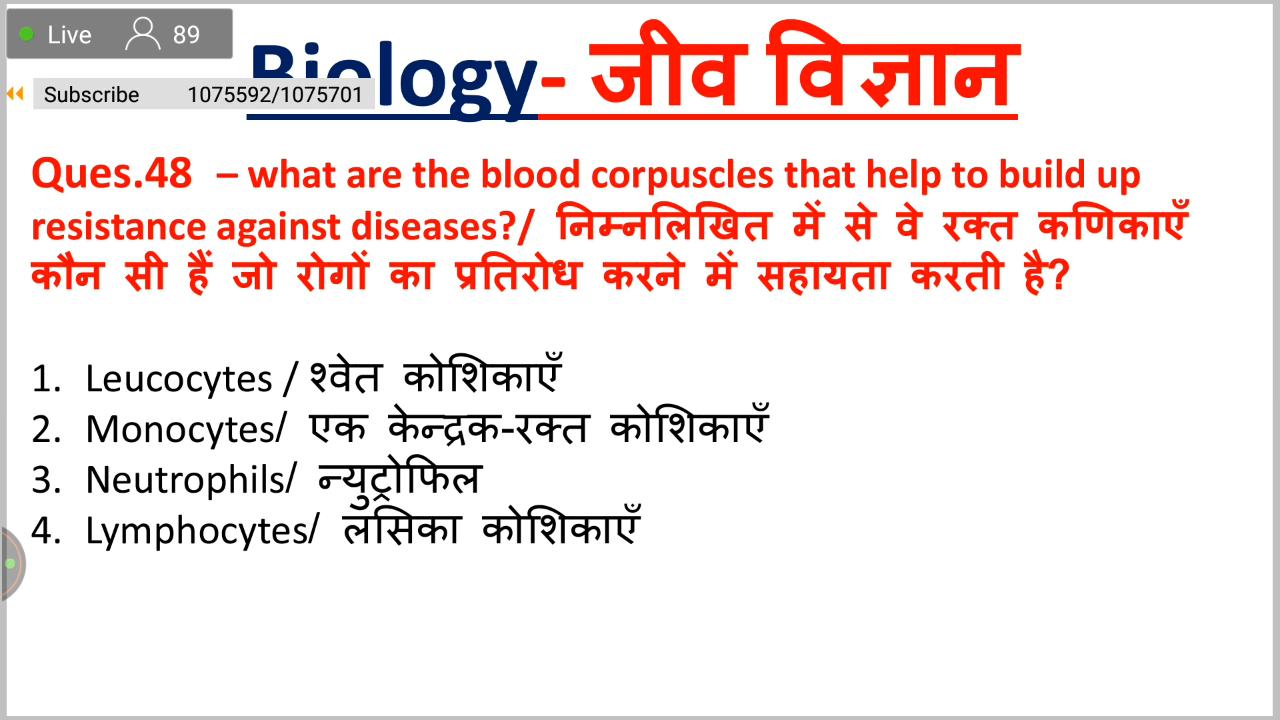 Live 89
Biology- जीव विज्ञान
Subscribe 1075592/1075701
Ques.48 – what are the blood corpuscles that help to build up
resistance against diseases?/ निम्नलिखित में से वे रक्त कणिकाएँ
कौन सी हैं जो रोगों का प्रतिरोध करने में सहायता करती है?
1. Leucocytes / श्वेत कोशिकाएँ
2. Monocytes/ एक केन्द्रक-रक्त कोशिकाएँ
3. Neutrophils/ न्युट्रोफिल
4. Lymphocytes/ लसिका कोशिकाएँ